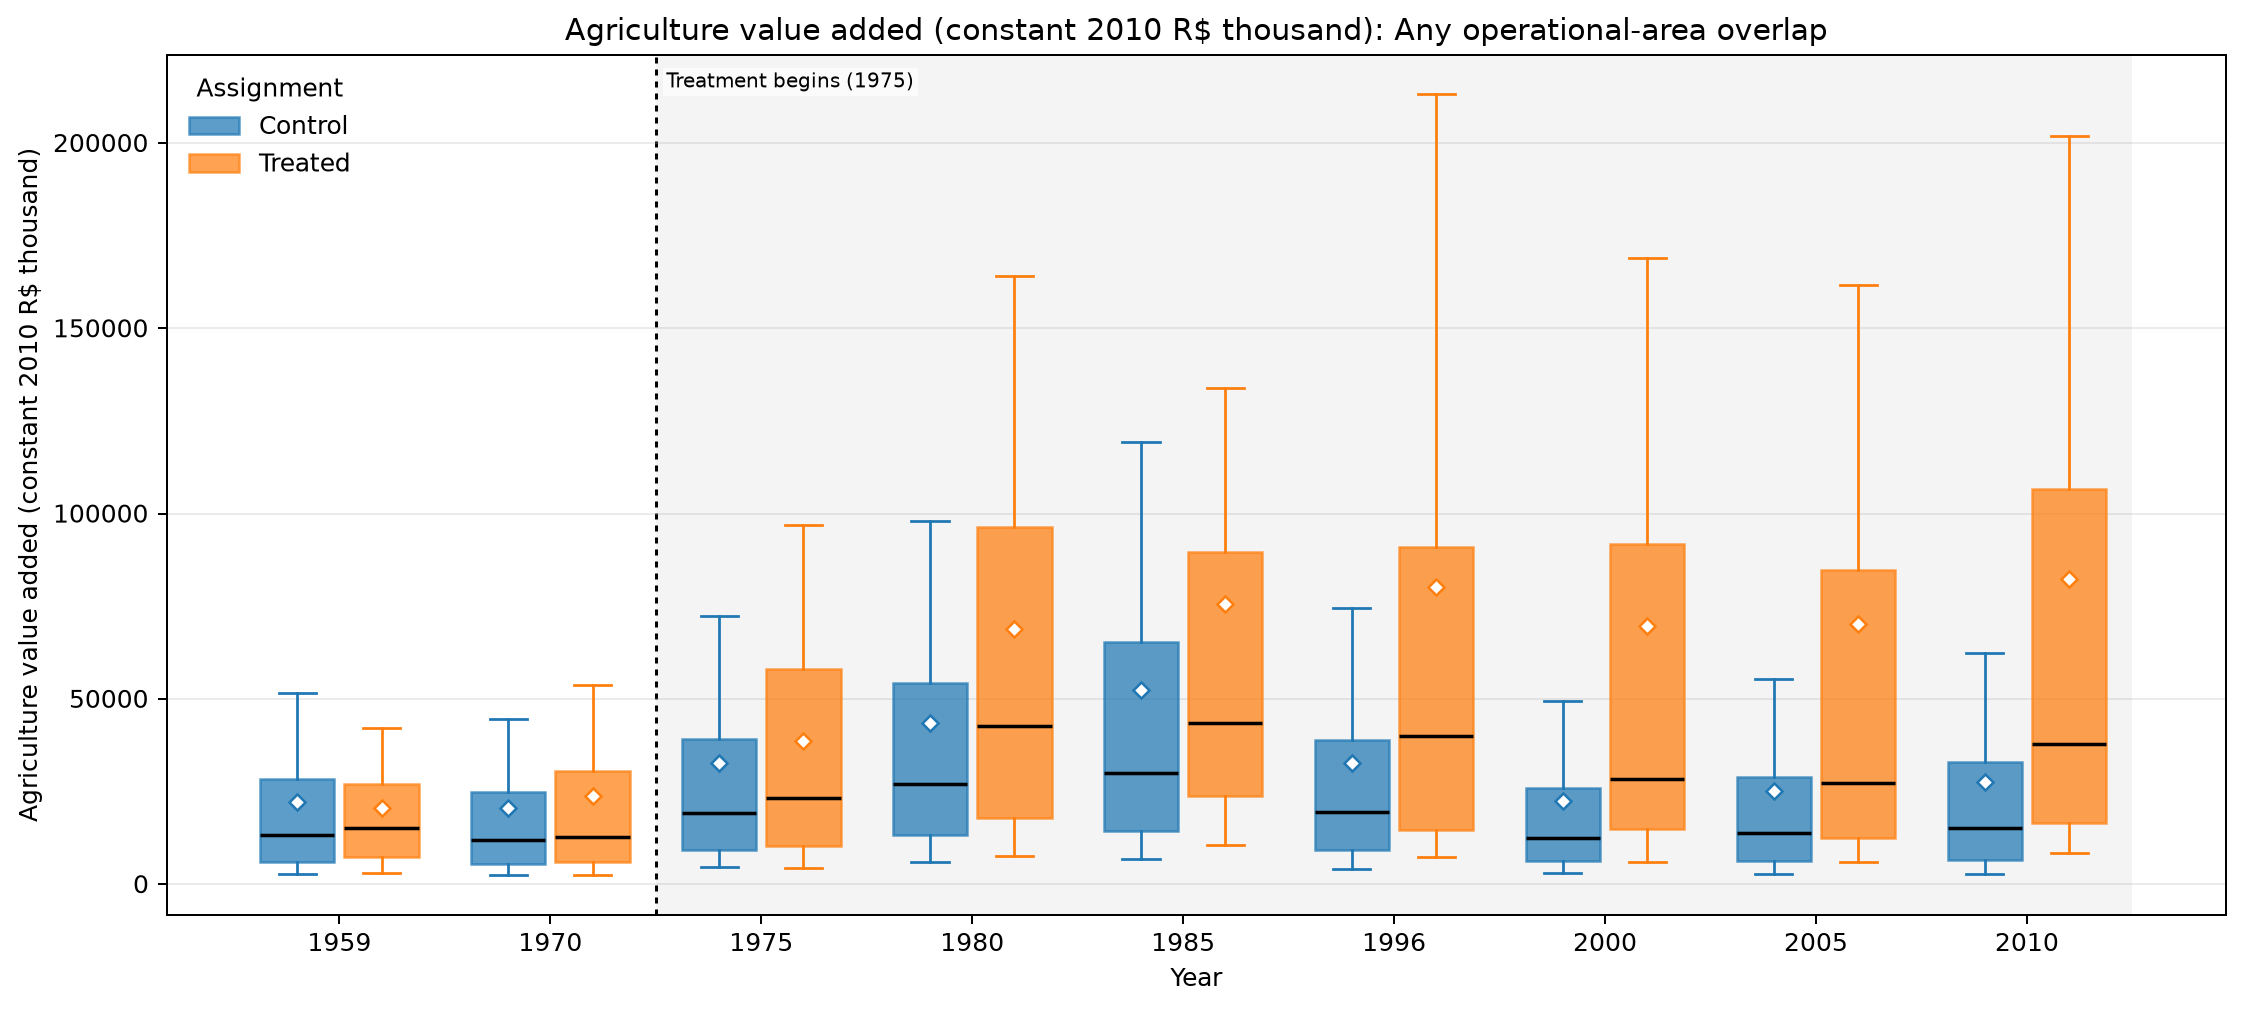 Agriculture value added (constant 2010 R$ thousand): Any operational-area overlap
Treatment begins (1975)
Assignment
Control
Treated
Agriculture value added (constant 2010 R$ thousand)
200000
150000
100000
50000
0
1959 1970 1975 1980 1985 1996 2000 2005 2010
Year